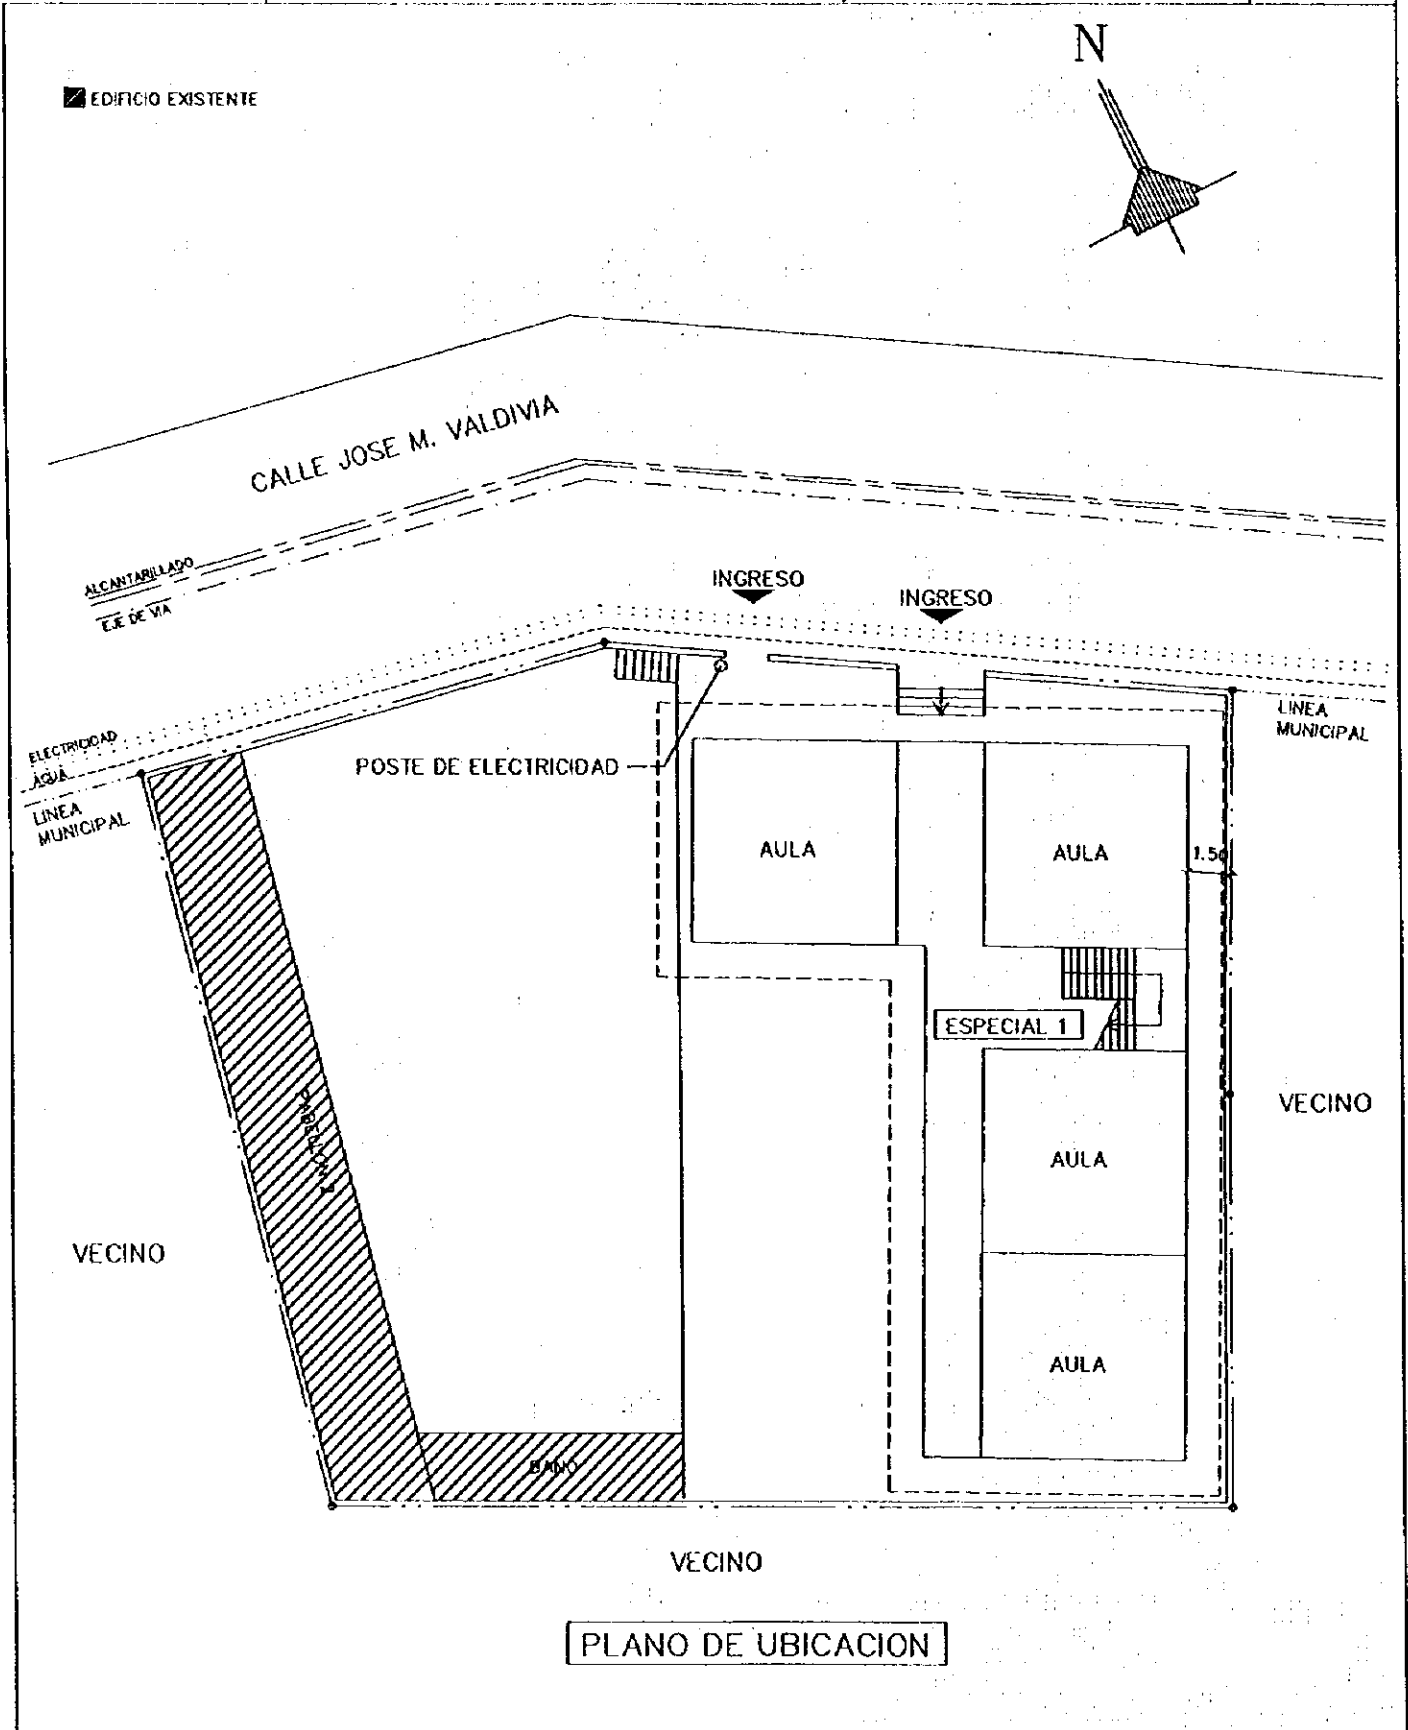 N
EDIFICIO EXISTENTE
CALLE JOSE M. VALDIVIA
ALCANTARILLADO
EJE DE VIA
INGRESO
INGRESO
ELECTRICIDAD
AGUA
LINEA
MUNICIPAL
LINEA
MUNICIPAL
POSTE DE ELECTRICIDAD
AULA
AULA
1.50
ESPECIAL 1
VECINO
AULA
VECINO
AULA
BANO
VECINO
PLANO DE UBICACION